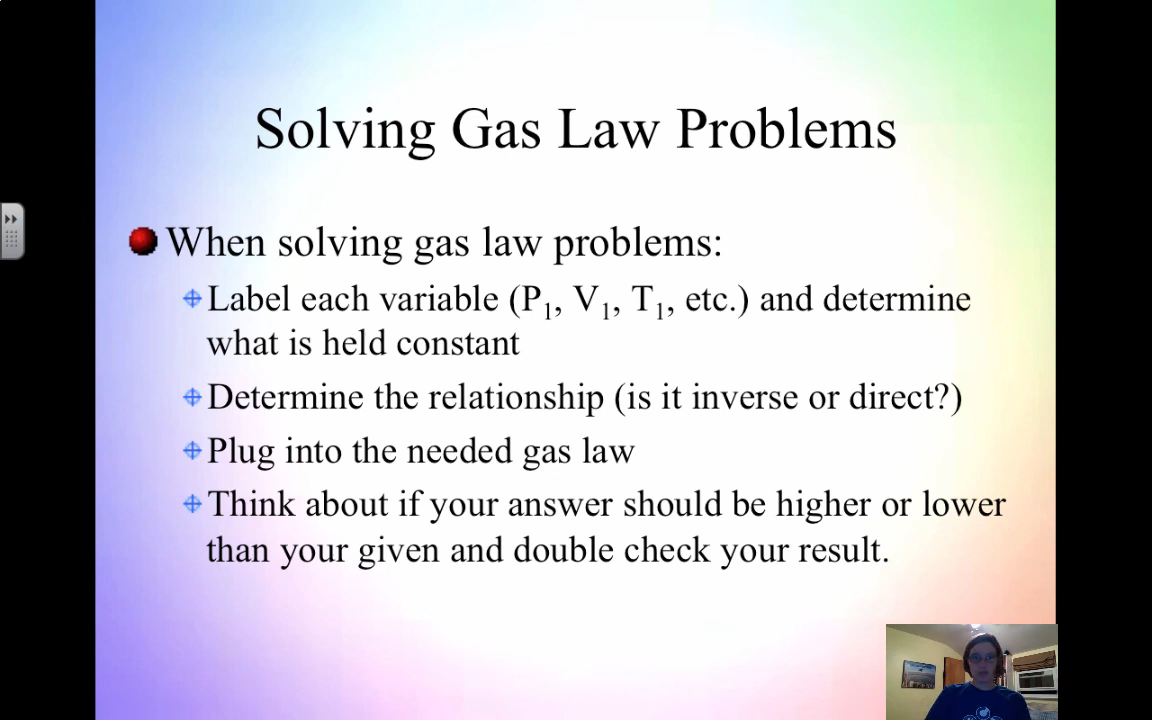 Solving Gas Law Problems
When solving gas law problems:
Label each variable (P₁, V₁, T₁, etc.) and determine
what is held constant
Determine the relationship (is it inverse or direct?)
Plug into the needed gas law
Think about if your answer should be higher or lower
than your given and double check your result.